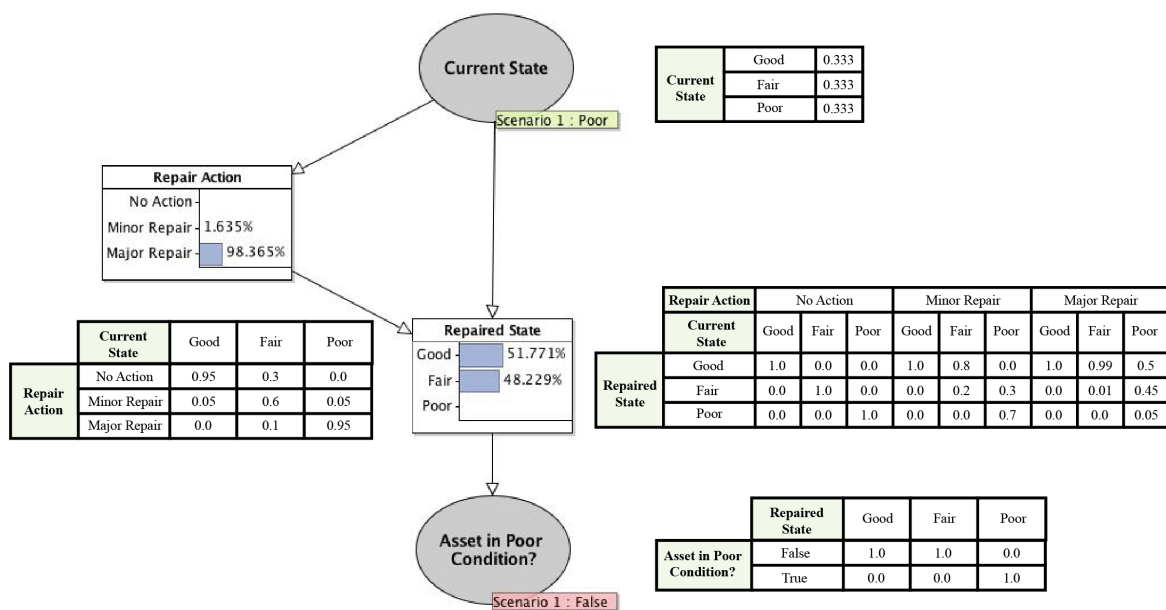 Current State
Scenario 1 : Poor
Current State
Good 0.333
Fair 0.333
Poor 0.333
Repair Action
No Action
Minor Repair 1.635%
Major Repair 98.365%
Repaired State
Good 51.771%
Fair 48.229%
Poor
Current State Good Fair Poor
Repair Action
No Action 0.95 0.3 0.0
Minor Repair 0.05 0.6 0.05
Major Repair 0.0 0.1 0.95
Repair Action No Action Minor Repair Major Repair
Current State Good Fair Poor Good Fair Poor Good Fair Poor
Repaired State
Good 1.0 0.0 0.0 1.0 0.8 0.0 1.0 0.99 0.5
Fair 0.0 1.0 0.0 0.0 0.2 0.3 0.0 0.01 0.45
Poor 0.0 0.0 1.0 0.0 0.0 0.7 0.0 0.0 0.05
Asset in Poor
Condition?
Scenario 1 : False
Repaired State Good Fair Poor
Asset in Poor
Condition?
False 1.0 1.0 0.0
True 0.0 0.0 1.0